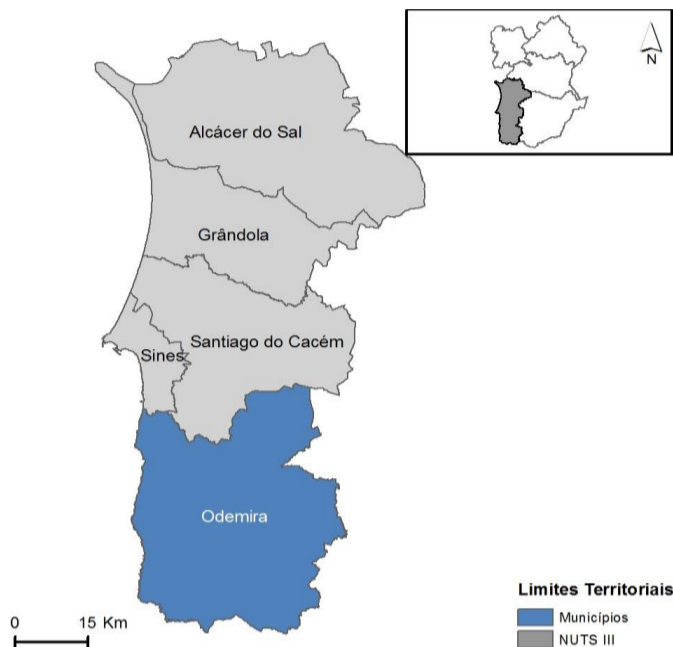 N
Alcácer do Sal
Grândola
Santiago do Cacém
Sines
Odemira
0 15 Km
Limites Territoriais
Municípios
NUTS III